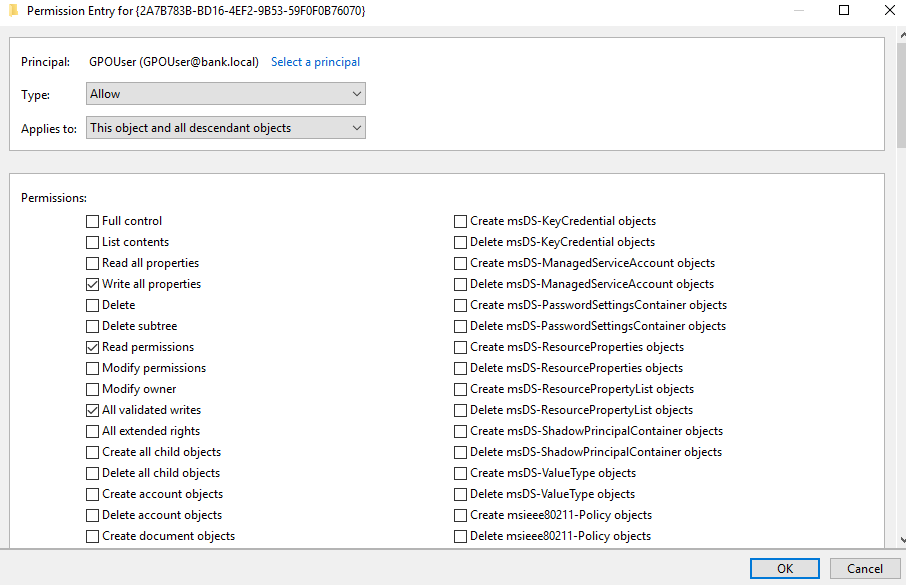 Permission Entry for {2A7B783B-BD16-4EF2-9B53-59F0F0B76070}
Principal: GPOUser (GPOUser@bank.local) Select a principal
Type: Allow
Applies to: This object and all descendant objects
Permissions:
Full control
List contents
Read all properties
Write all properties
Delete
Delete subtree
Read permissions
Modify permissions
Modify owner
All validated writes
All extended rights
Create all child objects
Delete all child objects
Create account objects
Delete account objects
Create document objects
Create msDS-KeyCredential objects
Delete msDS-KeyCredential objects
Create msDS-ManagedServiceAccount objects
Delete msDS-ManagedServiceAccount objects
Create msDS-PasswordSettingsContainer objects
Delete msDS-PasswordSettingsContainer objects
Create msDS-ResourceProperties objects
Delete msDS-ResourceProperties objects
Create msDS-ResourcePropertyList objects
Delete msDS-ResourcePropertyList objects
Create msDS-ShadowPrincipalContainer objects
Delete msDS-ShadowPrincipalContainer objects
Create msDS-ValueType objects
Delete msDS-ValueType objects
Create msieee80211-Policy objects
Delete msieee80211-Policy objects
OK Cancel